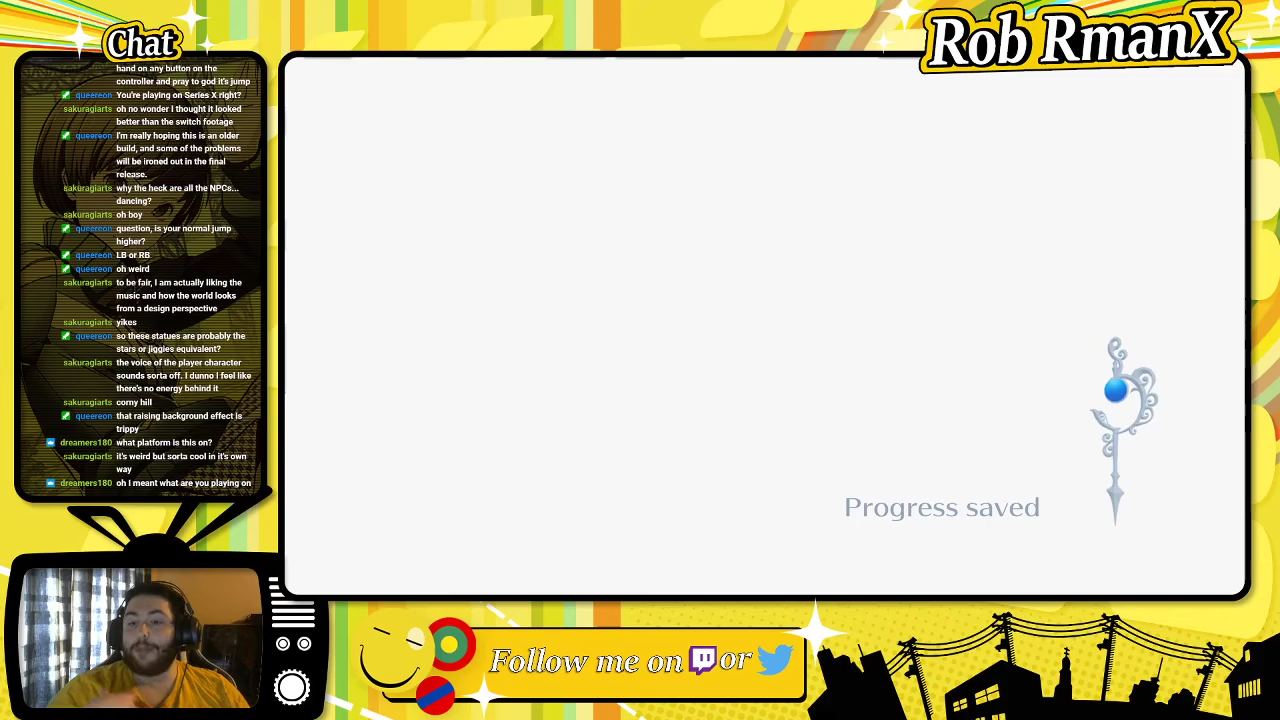 Chat
Rob RmanX
hand on any button on the
controller and pray to god it's jump
queereon You're playing on Series X right?
sakuragiarts oh no wonder I thought it looked
better than the switch footage
queereon I'm really hoping this is an older
build, and some of the problems
will be ironed out in the final
release.
sakuragiarts why the heck are all the NPCs...
dancing?
sakuragiarts oh boy
queereon question, is your normal jump
higher?
queereon LB or RB
queereon oh weird
sakuragiarts to be fair, I am actually liking the
music and how the world looks
from a design perspective
sakuragiarts yikes
queereon so these statues are probably the
stars or jiggies equivalent?
sakuragiarts the voice of the player character
sounds sorta off. I dunno I feel like
there's no energy behind it
sakuragiarts corny hill
queereon that raising background effect is
trippy
dreamers180 what platform is this on?
sakuragiarts it's weird but sorta cool in it's own
way
dreamers180 oh I meant what are you playing on
Progress saved
Follow me on or